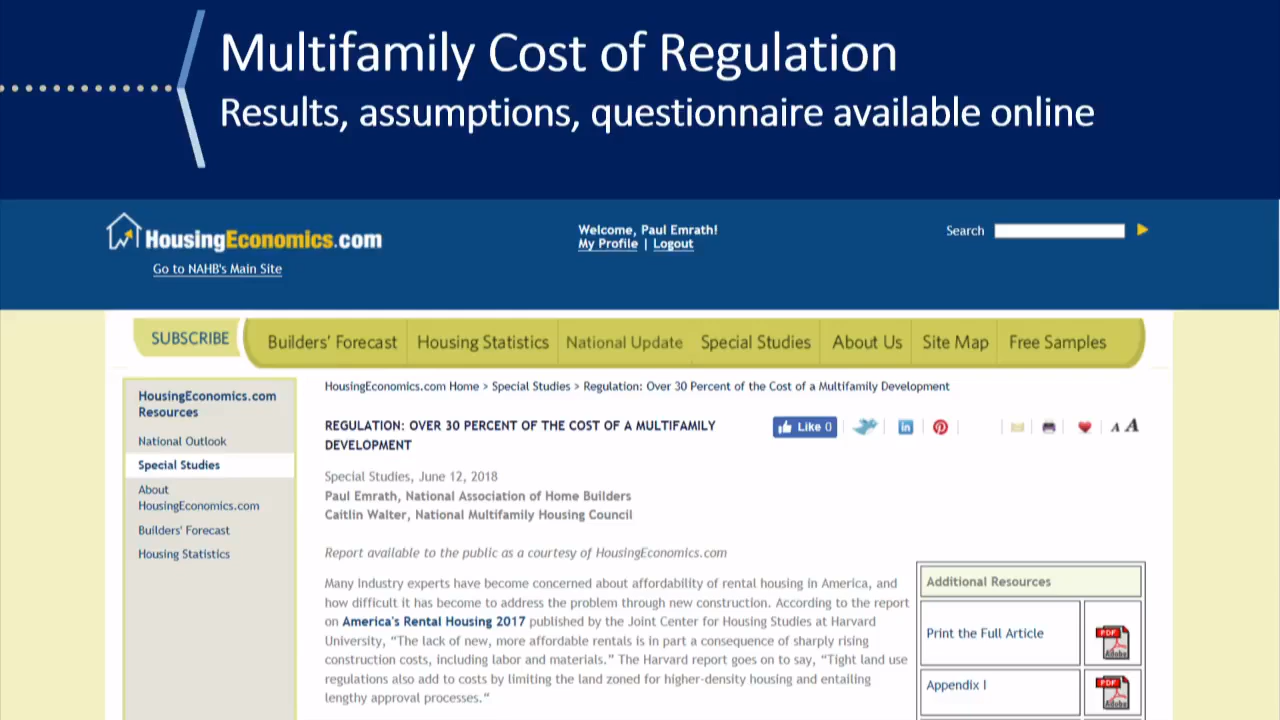 Multifamily Cost of Regulation
Results, assumptions, questionnaire available online
HousingEconomics.com
Go to NAHB's Main Site
Welcome, Paul Emrath!
My Profile | Logout
Search
SUBSCRIBE
Builders' Forecast
Housing Statistics
National Update
Special Studies
About Us
Site Map
Free Samples
HousingEconomics.com
Resources
National Outlook
Special Studies
About
HousingEconomics.com
Builders' Forecast
Housing Statistics
HousingEconomics.com Home > Special Studies > Regulation: Over 30 Percent of the Cost of a Multifamily Development
REGULATION: OVER 30 PERCENT OF THE COST OF A MULTIFAMILY
DEVELOPMENT
Like 0
in
A A
Special Studies, June 12, 2018
Paul Emrath, National Association of Home Builders
Caitlin Walter, National Multifamily Housing Council
Report available to the public as a courtesy of HousingEconomics.com
Many Industry experts have become concerned about affordability of rental housing in America, and
how difficult it has become to address the problem through new construction. According to the report
on America's Rental Housing 2017 published by the Joint Center for Housing Studies at Harvard
University, “The lack of new, more affordable rentals is in part a consequence of sharply rising
construction costs, including labor and materials.” The Harvard report goes on to say, “Tight land use
regulations also add to costs by limiting the land zoned for higher-density housing and entailing
lengthy approval processes.”
Additional Resources
Print the Full Article
PDF
Adobe
Appendix I
PDF
Adobe